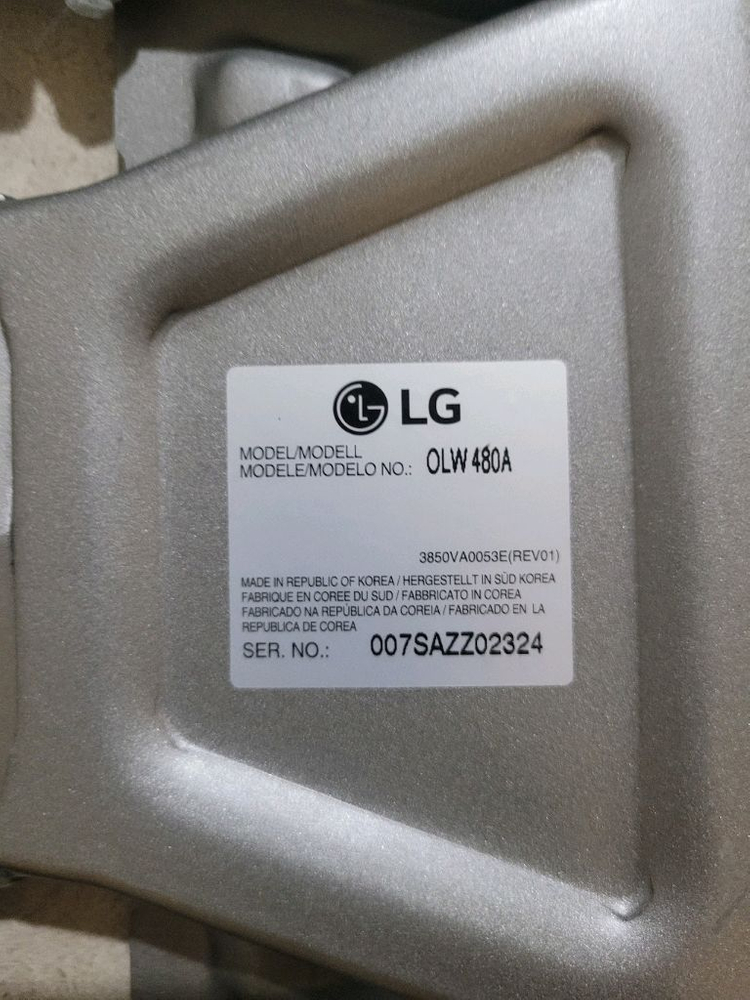 LG
MODEL/MODELL
MODELE/MODELO NO.: OLW480A
3850VA0053E(REV01)
MADE IN REPUBLIC OF KOREA / HERGESTELLT IN SÜD KOREA
FABRIQUE EN COREE DU SUD / FABBRICATO IN COREA
FABRICADO NA REPÚBLICA DA COREIA / FABRICADO EN LA
REPUBLICA DE COREA
SER. NO.: 007SAZZ02324